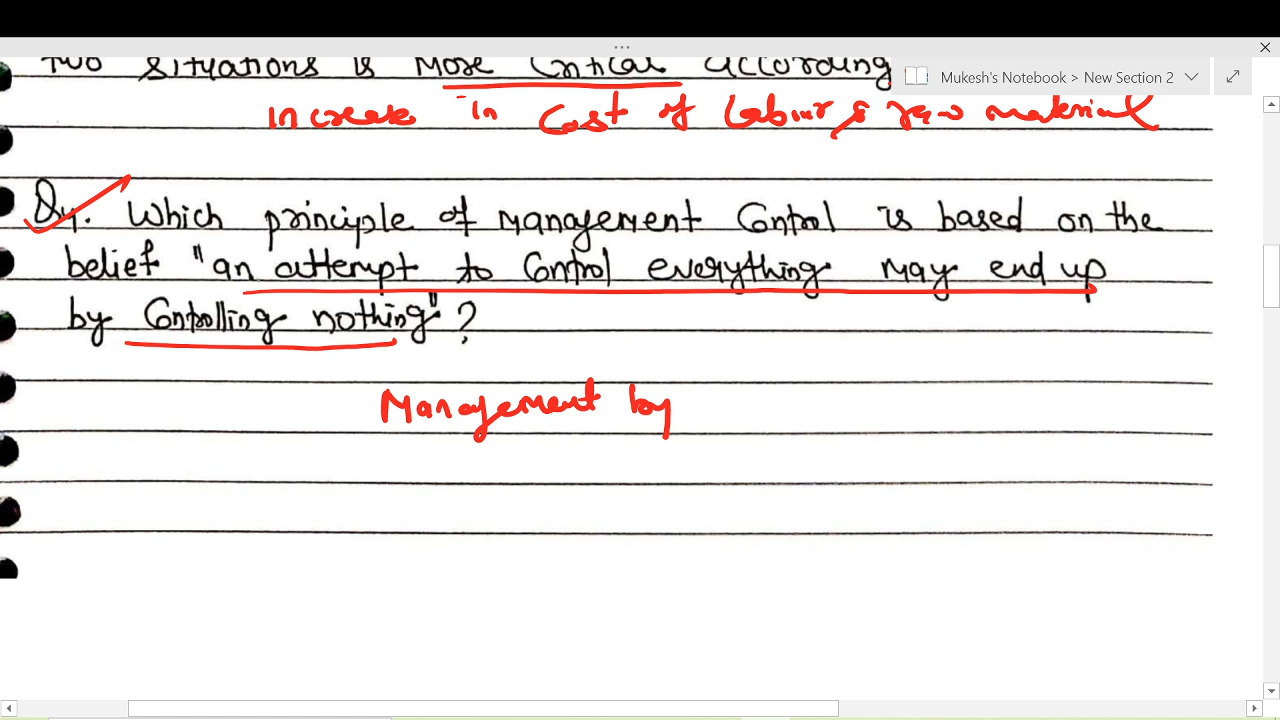 Two situations is More Critical according
Mukesh's Notebook > New Section 2
increase in Cost of Labour & raw material
Q4. Which principle of Management Control is based on the
belief "an attempt to Control everything may end up
by Controlling nothing"?
Management by